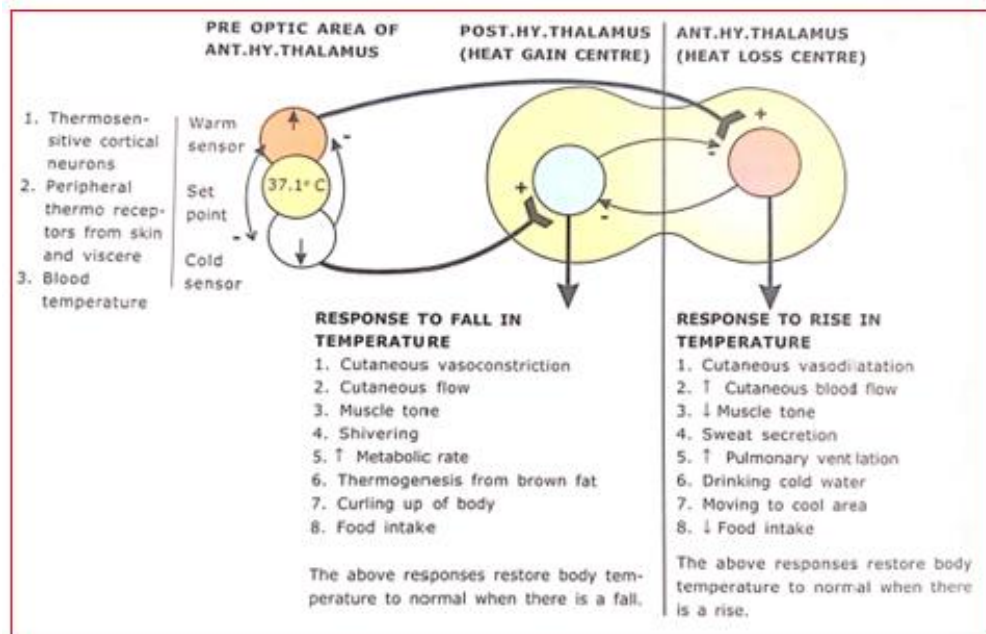 PRE OPTIC AREA OF
ANT.HY.THALAMUS
POST.HY.THALAMUS
(HEAT GAIN CENTRE)
ANT.HY.THALAMUS
(HEAT LOSS CENTRE)
1. Thermosen-
sitive cortical
neurons
2. Peripheral
thermo recep-
tors from skin
and viscere
3. Blood
temperature
Warm
sensor
Set
point
Cold
sensor
↑
37.1° C
↓
-
-
+
-
+
-
RESPONSE TO FALL IN
TEMPERATURE
1. Cutaneous vasoconstriction
2. Cutaneous flow
3. Muscle tone
4. Shivering
5. ↑ Metabolic rate
6. Thermogenesis from brown fat
7. Curling up of body
8. Food intake
The above responses restore body tem-
perature to normal when there is a fall.
RESPONSE TO RISE IN
TEMPERATURE
1. Cutaneous vasodilatation
2. ↑ Cutaneous blood flow
3. ↓ Muscle tone
4. Sweat secretion
5. ↑ Pulmonary ventilation
6. Drinking cold water
7. Moving to cool area
8. ↓ Food intake
The above responses restore body
temperature to normal when there
is a rise.